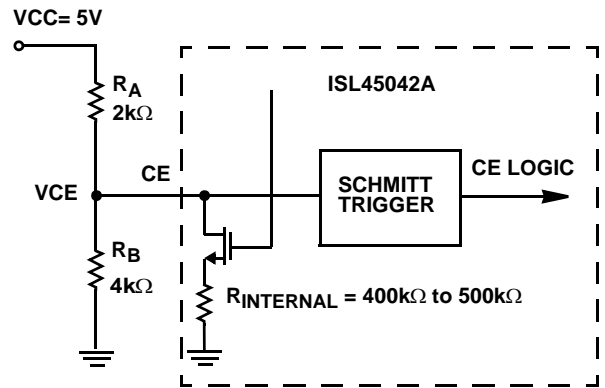 VCC= 5V
RA
2kΩ
ISL45042A
CE
CE LOGIC
VCE
SCHMITT
TRIGGER
RB
4kΩ
RINTERNAL = 400kΩ to 500kΩ